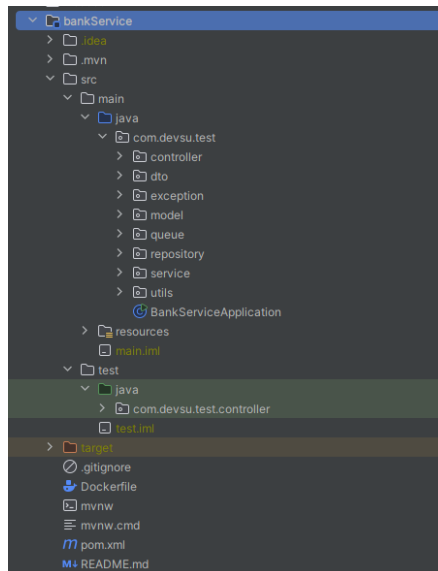 bankService
.idea
.mvn
src
main
java
com.devsu.test
controller
dto
exception
model
queue
repository
service
utils
BankServiceApplication
resources
main.iml
test
java
com.devsu.test.controller
test.iml
target
.gitignore
Dockerfile
mvnw
mvnw.cmd
m pom.xml
M↓ README.md